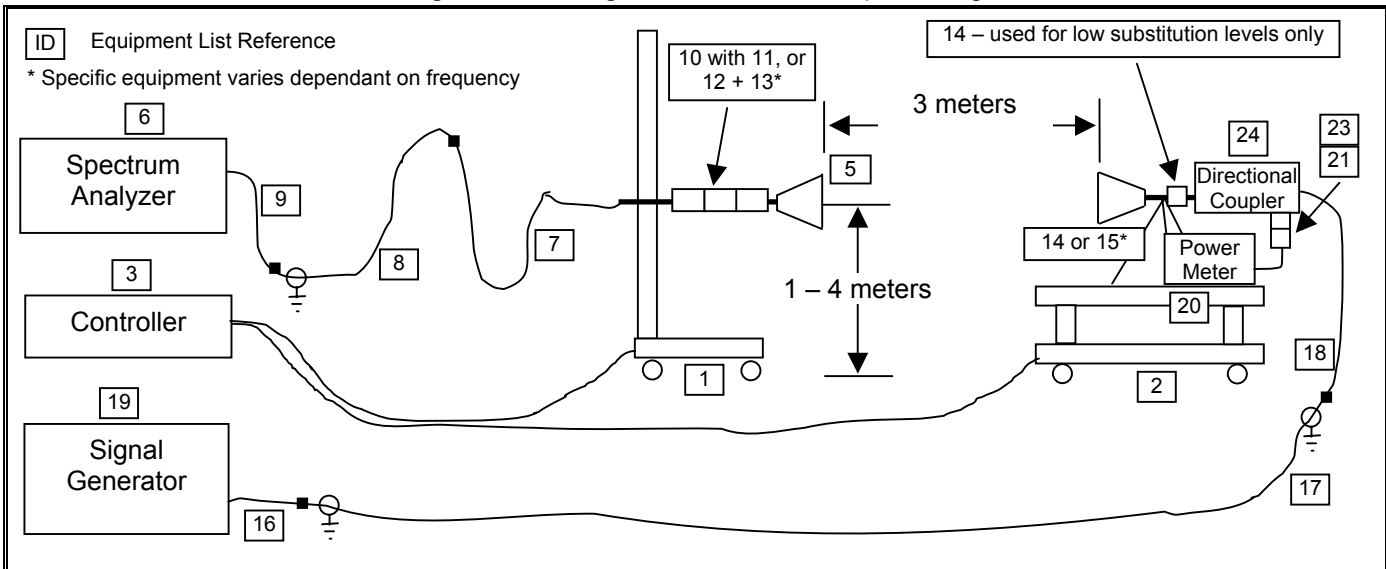 ID Equipment List Reference
* Specific equipment varies dependant on frequency
14 – used for low substitution levels only
10 with 11, or
12 + 13*
3 meters
6
Spectrum
Analyzer
9
8
7
5
24
23
21
Directional
Coupler
14 or 15*
Power
Meter
20
1 – 4 meters
3
Controller
1
2
18
19
Signal
Generator
16
17